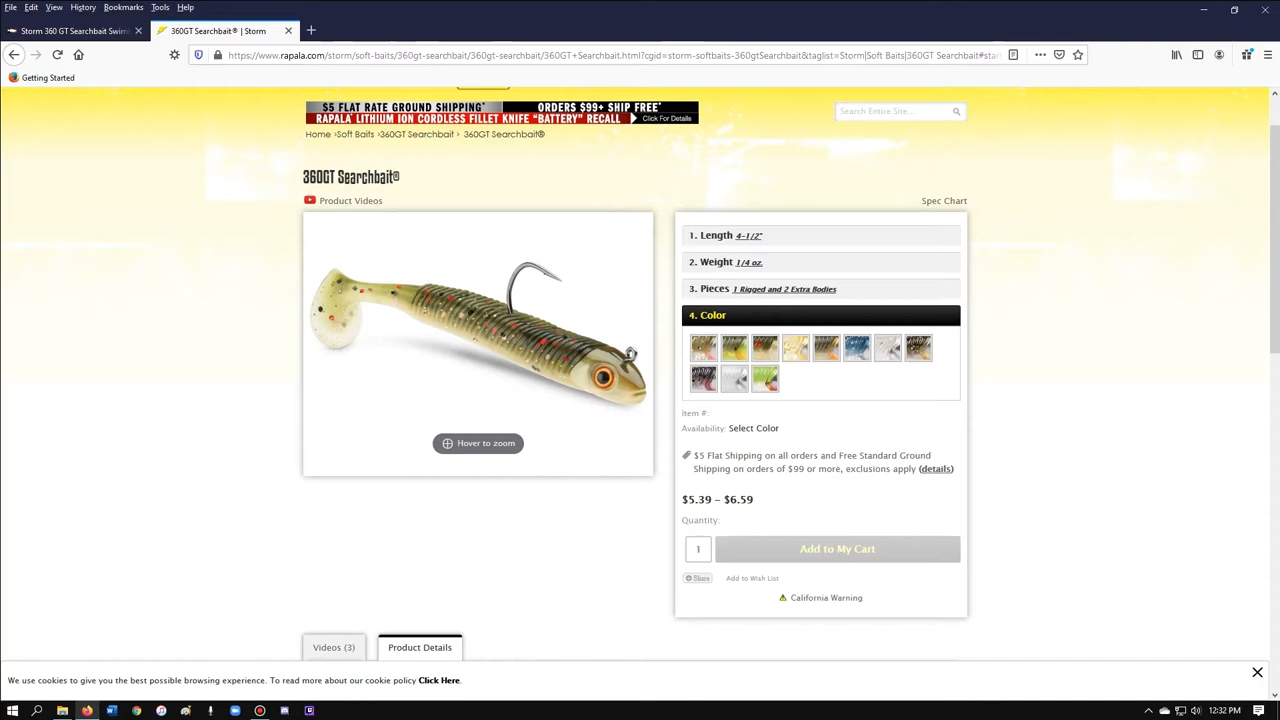 File Edit View History Bookmarks Tools Help
Storm 360 GT Searchbait Swimb
360GT Searchbait® | Storm
https://www.rapala.com/storm/soft-baits/360gt-searchbait/360gt-searchbait/360GT+Searchbait.html?cgid=storm-softbaits-360gtSearchbait&taglist=Storm|Soft Baits|360GT Searchbait#star
Getting Started
$5 FLAT RATE GROUND SHIPPING* ORDERS $99+ SHIP FREE*
RAPALA® LITHIUM ION CORDLESS FILLET KNIFE "BATTERY" RECALL Click For Details
Search Entire Site...
Home ›Soft Baits ›360GT Searchbait › 360GT Searchbait®
360GT Searchbait®
Product Videos
Spec Chart
1. Length 4-1/2"
2. Weight 1/4 oz.
3. Pieces 1 Rigged and 2 Extra Bodies
4. Color
Hover to zoom
Item #:
Availability: Select Color
$5 Flat Shipping on all orders and Free Standard Ground
Shipping on orders of $99 or more, exclusions apply (details)
$5.39 – $6.59
Quantity:
1
Add to My Cart
Share
Add to Wish List
California Warning
Videos (3)
Product Details
We use cookies to give you the best possible browsing experience. To read more about our cookie policy Click Here.
12:32 PM